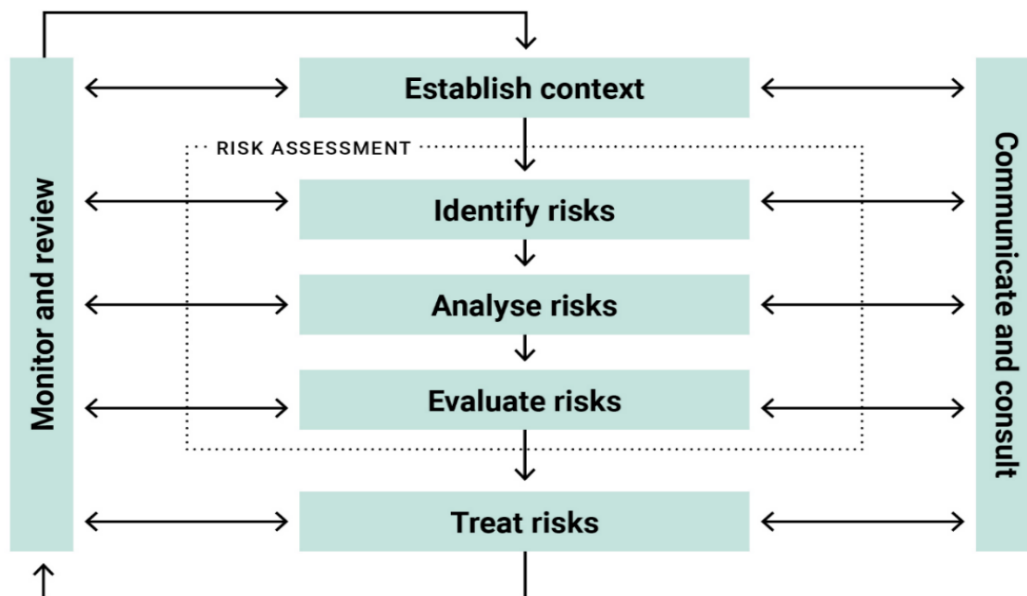 Establish context
RISK ASSESSMENT
Identify risks
Analyse risks
Evaluate risks
Treat risks
Monitor and review
Communicate and consult